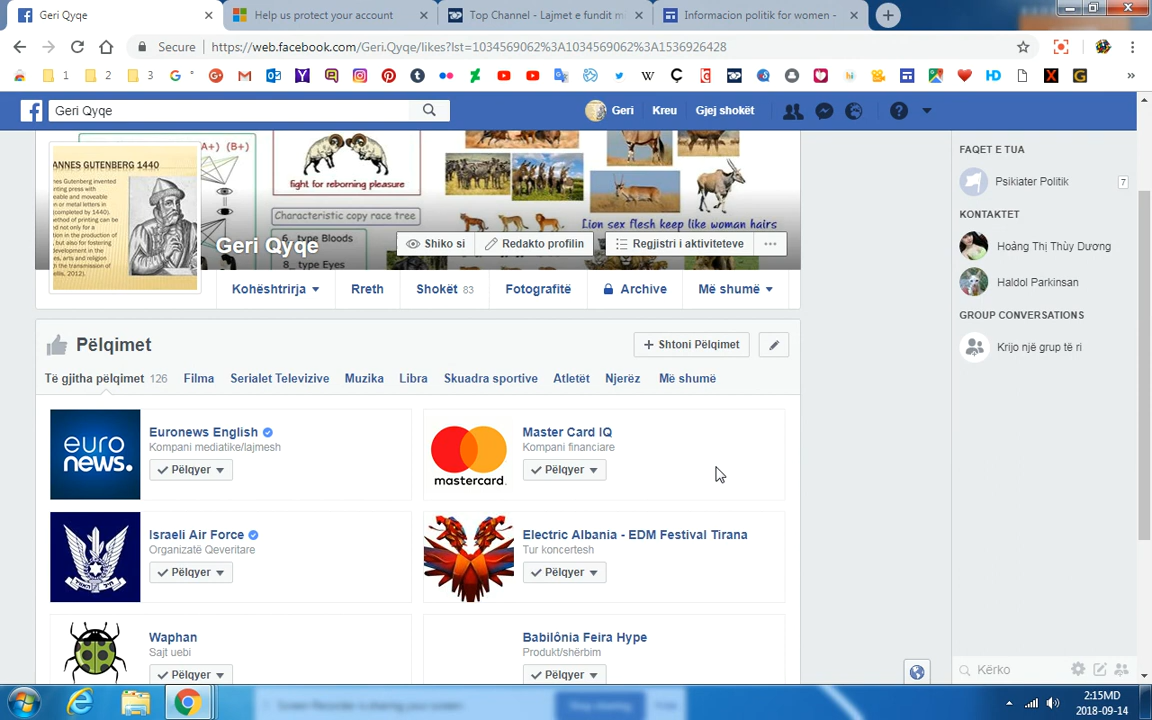 Geri Qyqe
Help us protect your account
Top Channel - Lajmet e fundit m
Informacion politik for women -
Secure
https://web.facebook.com/Geri.Qyqe/likes?lst=1034569062%3A1034569062%3A1536926428
1
2
3
HD
Geri Qyqe
Geri
Kreu
Gjej shokët
ANNES GUTENBERG 1440
fight for reborning pleasure
Characteristic copy race tree
6_ type Bloods
8_ type Eyes
Lion sex flesh keep like woman hairs
Geri Qyqe
Shiko si
Redakto profilin
Regjistri i aktiviteteve
Kohështrirja
Rreth
Shokët 83
Fotografitë
Archive
Më shumë
Pëlqimet
+ Shtoni Pëlqimet
Të gjitha pëlqimet 126
Filma
Serialet Televizive
Muzika
Libra
Skuadra sportive
Atletët
Njerëz
Më shumë
euro
news.
Euronews English
Kompani mediatike/lajmesh
Pëlqyer
mastercard.
Master Card IQ
Kompani financiare
Pëlqyer
Israeli Air Force
Organizatë Qeveritare
Pëlqyer
Electric Albania - EDM Festival Tirana
Tur koncertesh
Pëlqyer
Waphan
Sajt uebi
Pëlqyer
Babilônia Feira Hype
Produkt/shërbim
Pëlqyer
FAQET E TUA
Psikiater Politik
7
KONTAKTET
Hoàng Thị Thùy Dương
Haldol Parkinsan
GROUP CONVERSATIONS
Krijo një grup të ri
Kërko
2:15MD
2018-09-14